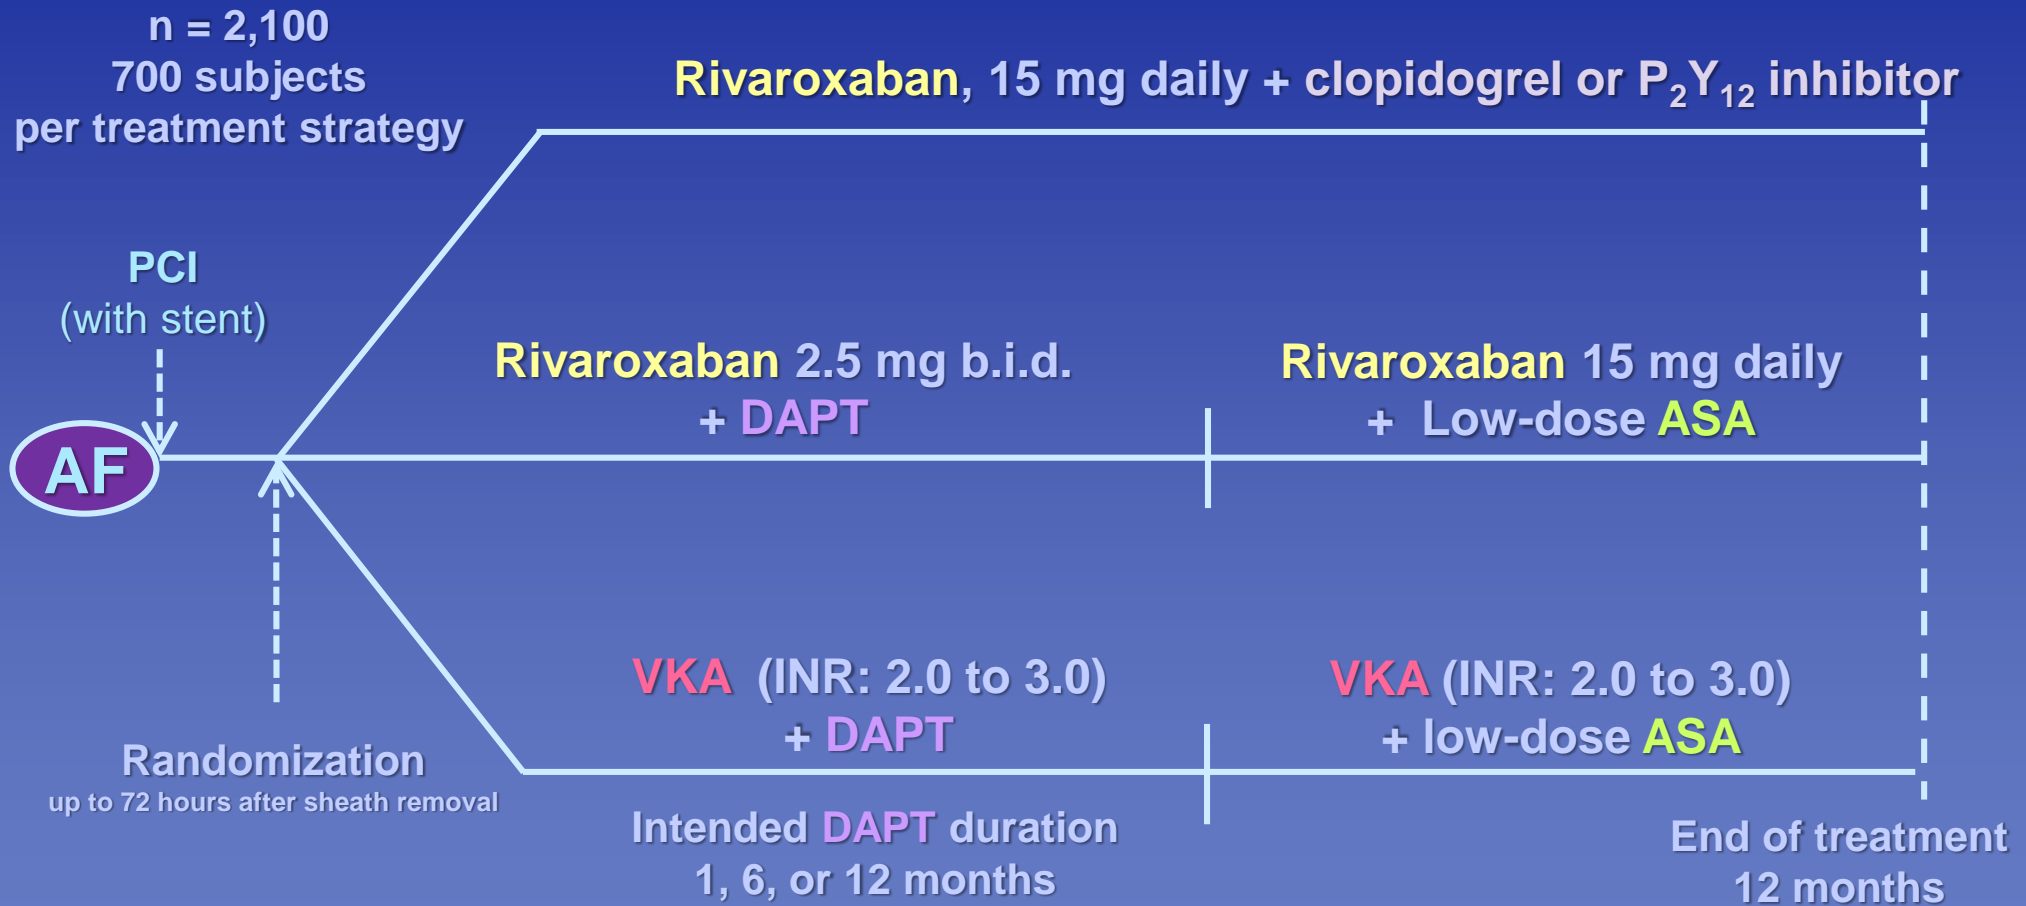 n = 2,100
700 subjects
per treatment strategy
Rivaroxaban, 15 mg daily + clopidogrel or P₂Y₁₂ inhibitor
PCI
(with stent)
AF
Rivaroxaban 2.5 mg b.i.d.
+ DAPT
Rivaroxaban 15 mg daily
+ Low-dose ASA
Randomization
up to 72 hours after sheath removal
VKA (INR: 2.0 to 3.0)
+ DAPT
VKA (INR: 2.0 to 3.0)
+ low-dose ASA
Intended DAPT duration
1, 6, or 12 months
End of treatment
12 months